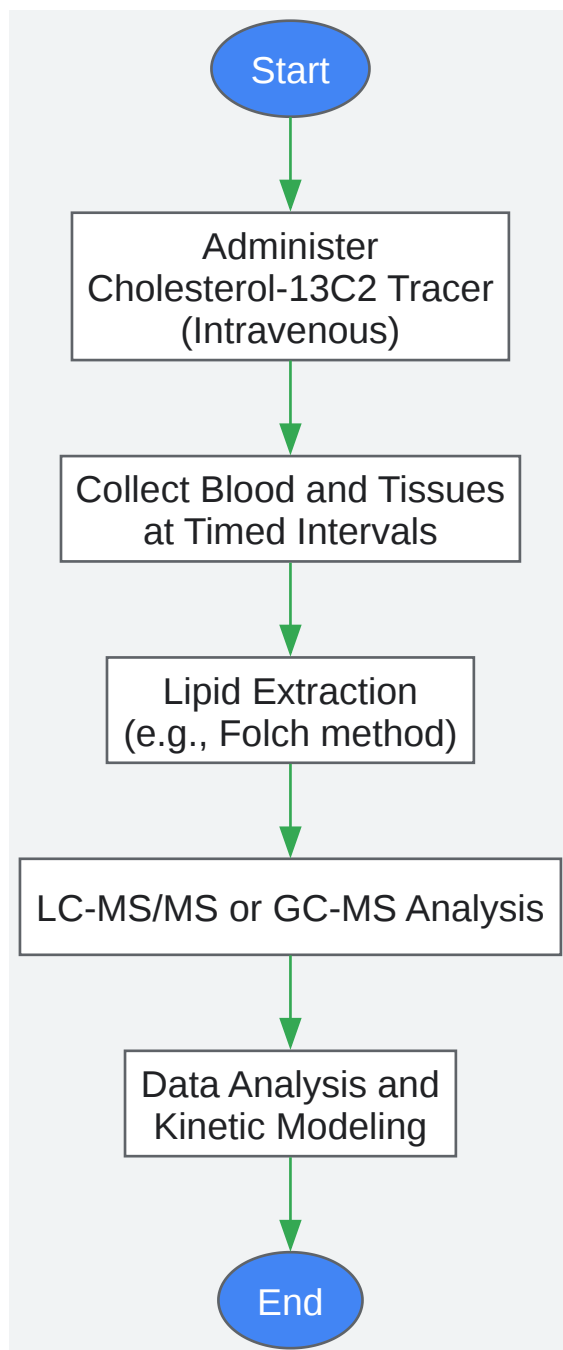 Start
Administer
Cholesterol-13C2 Tracer
(Intravenous)
Collect Blood and Tissues
at Timed Intervals
Lipid Extraction
(e.g., Folch method)
LC-MS/MS or GC-MS Analysis
Data Analysis and
Kinetic Modeling
End